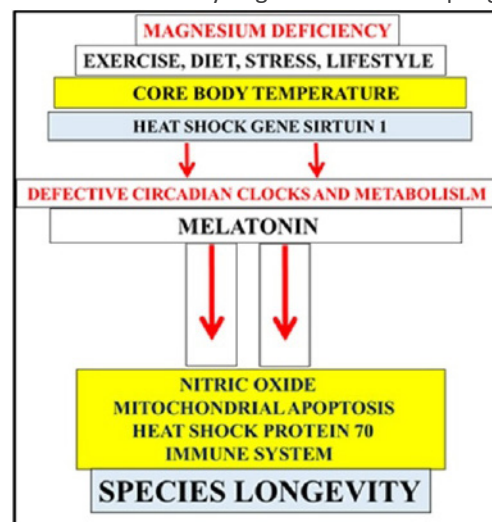 MAGNESIUM DEFICIENCY
EXERCISE, DIET, STRESS, LIFESTYLE
CORE BODY TEMPERATURE
HEAT SHOCK GENE SIRTUIN 1
DEFECTIVE CIRCADIAN CLOCKS AND METABOLISLM
MELATONIN
NITRIC OXIDE
MITOCHONDRIAL APOPTOSIS
HEAT SHOCK PROTEIN 70
IMMUNE SYSTEM
SPECIES LONGEVITY